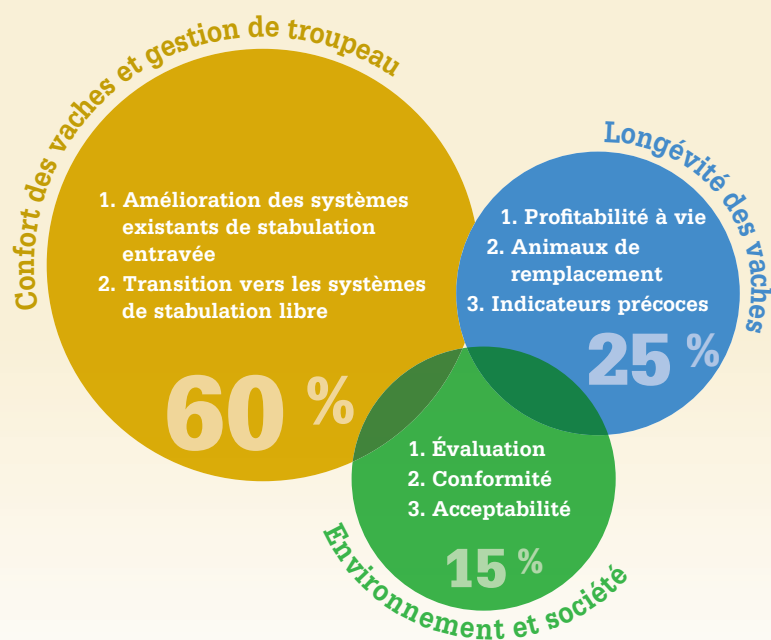 Confort des vaches et gestion de troupeau
1. Amélioration des systèmes
existants de stabulation
entravée
2. Transition vers les systèmes
de stabulation libre
60 %
Longévité des vaches
1. Profitabilité à vie
2. Animaux de
remplacement
3. Indicateurs précoces
25 %
1. Évaluation
2. Conformité
3. Acceptabilité
15 %
Environnement et société